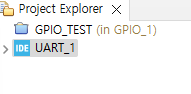 Project Explorer
GPIO_TEST (in GPIO_1)
IDE UART_1